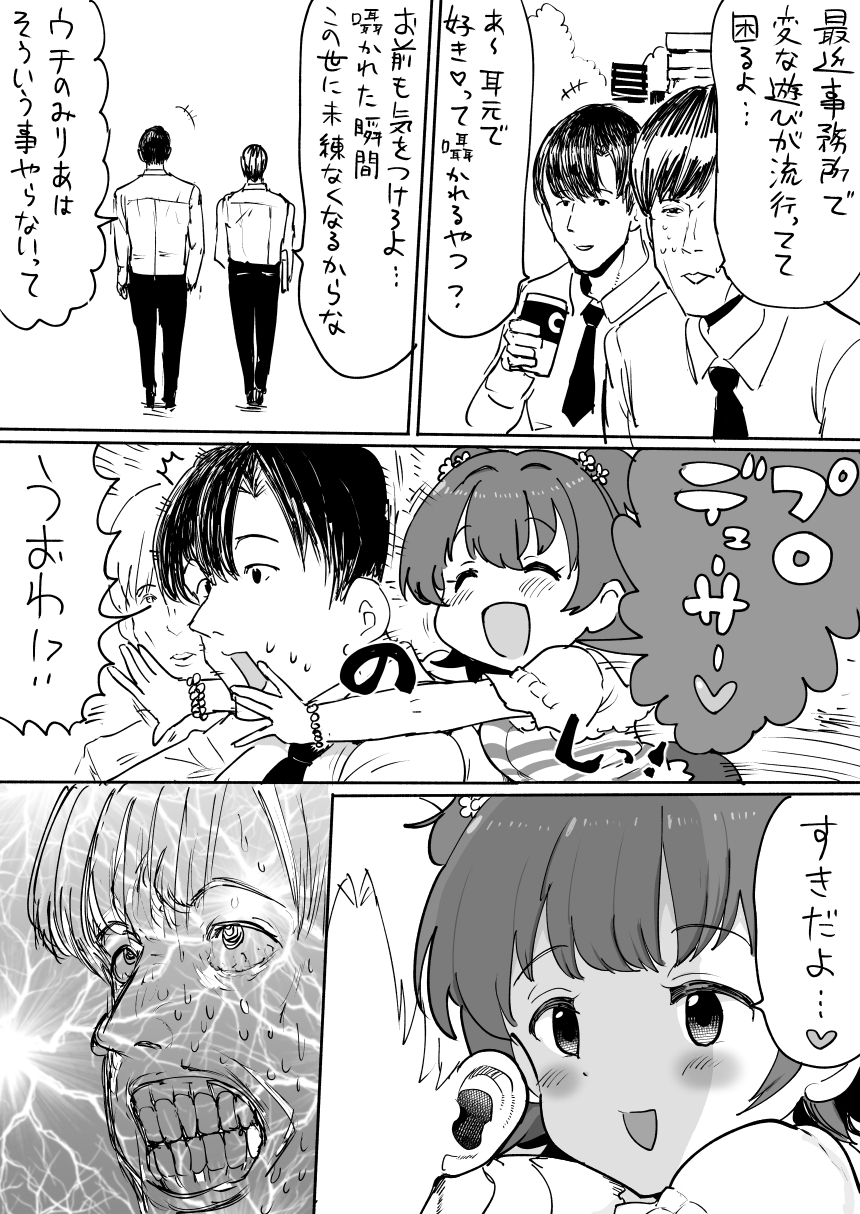 最近事務所で
変な遊びが流行ってて
困るよ…
あ~耳元で
好き♡って囁かれるやつ?
お前も気をつけろよ…
囁かれた瞬間
この世に未練なくなるからな
ウチのみりあは
そういう事やらないって
プロ
デューサー♡
のしっ!
うおわ!?
すきだよ…♡